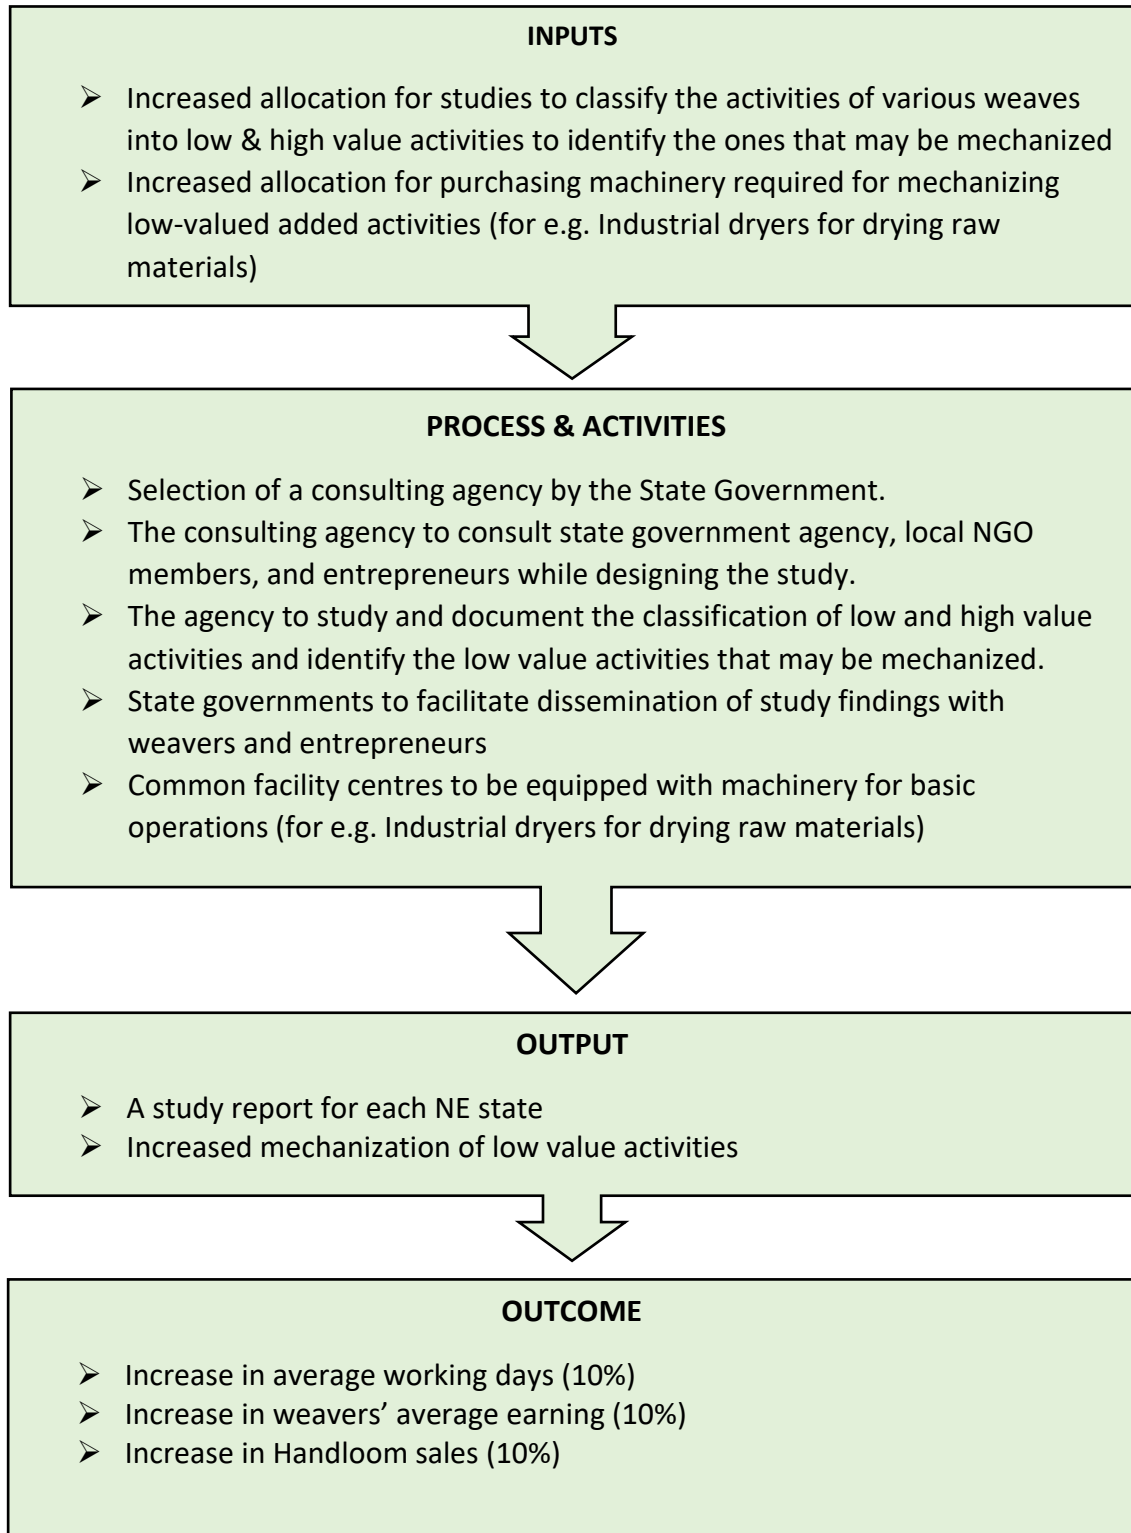 INPUTS
➢ Increased allocation for studies to classify the activities of various weaves
into low & high value activities to identify the ones that may be mechanized
➢ Increased allocation for purchasing machinery required for mechanizing
low-valued added activities (for e.g. Industrial dryers for drying raw
materials)
PROCESS & ACTIVITIES
➢ Selection of a consulting agency by the State Government.
➢ The consulting agency to consult state government agency, local NGO
members, and entrepreneurs while designing the study.
➢ The agency to study and document the classification of low and high value
activities and identify the low value activities that may be mechanized.
➢ State governments to facilitate dissemination of study findings with
weavers and entrepreneurs
➢ Common facility centres to be equipped with machinery for basic
operations (for e.g. Industrial dryers for drying raw materials)
OUTPUT
➢ A study report for each NE state
➢ Increased mechanization of low value activities
OUTCOME
➢ Increase in average working days (10%)
➢ Increase in weavers’ average earning (10%)
➢ Increase in Handloom sales (10%)